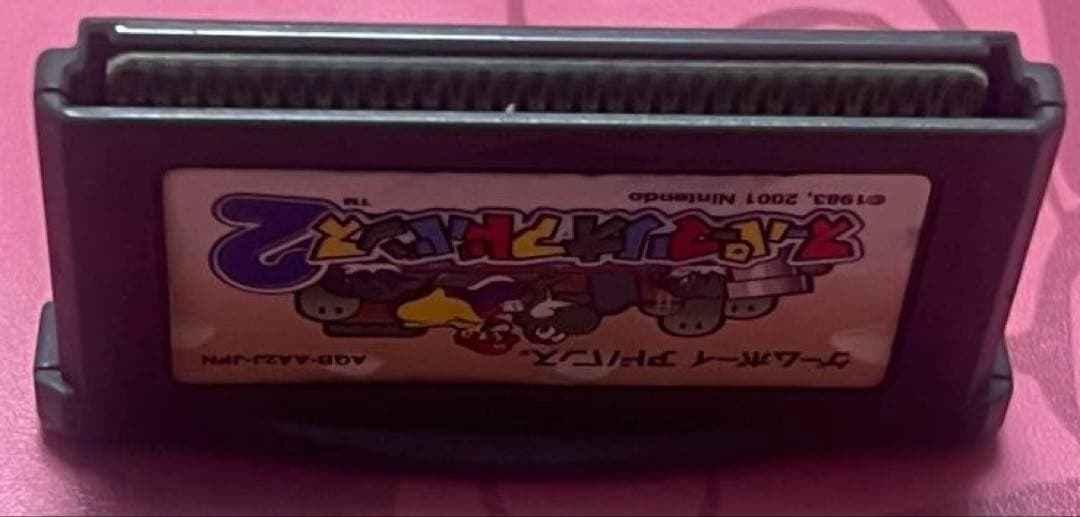 ゲームボーイ アドバンス®
AGB-AA2J-JPN
スーパーマリオアドバンス2
™
©1983, 2001 Nintendo